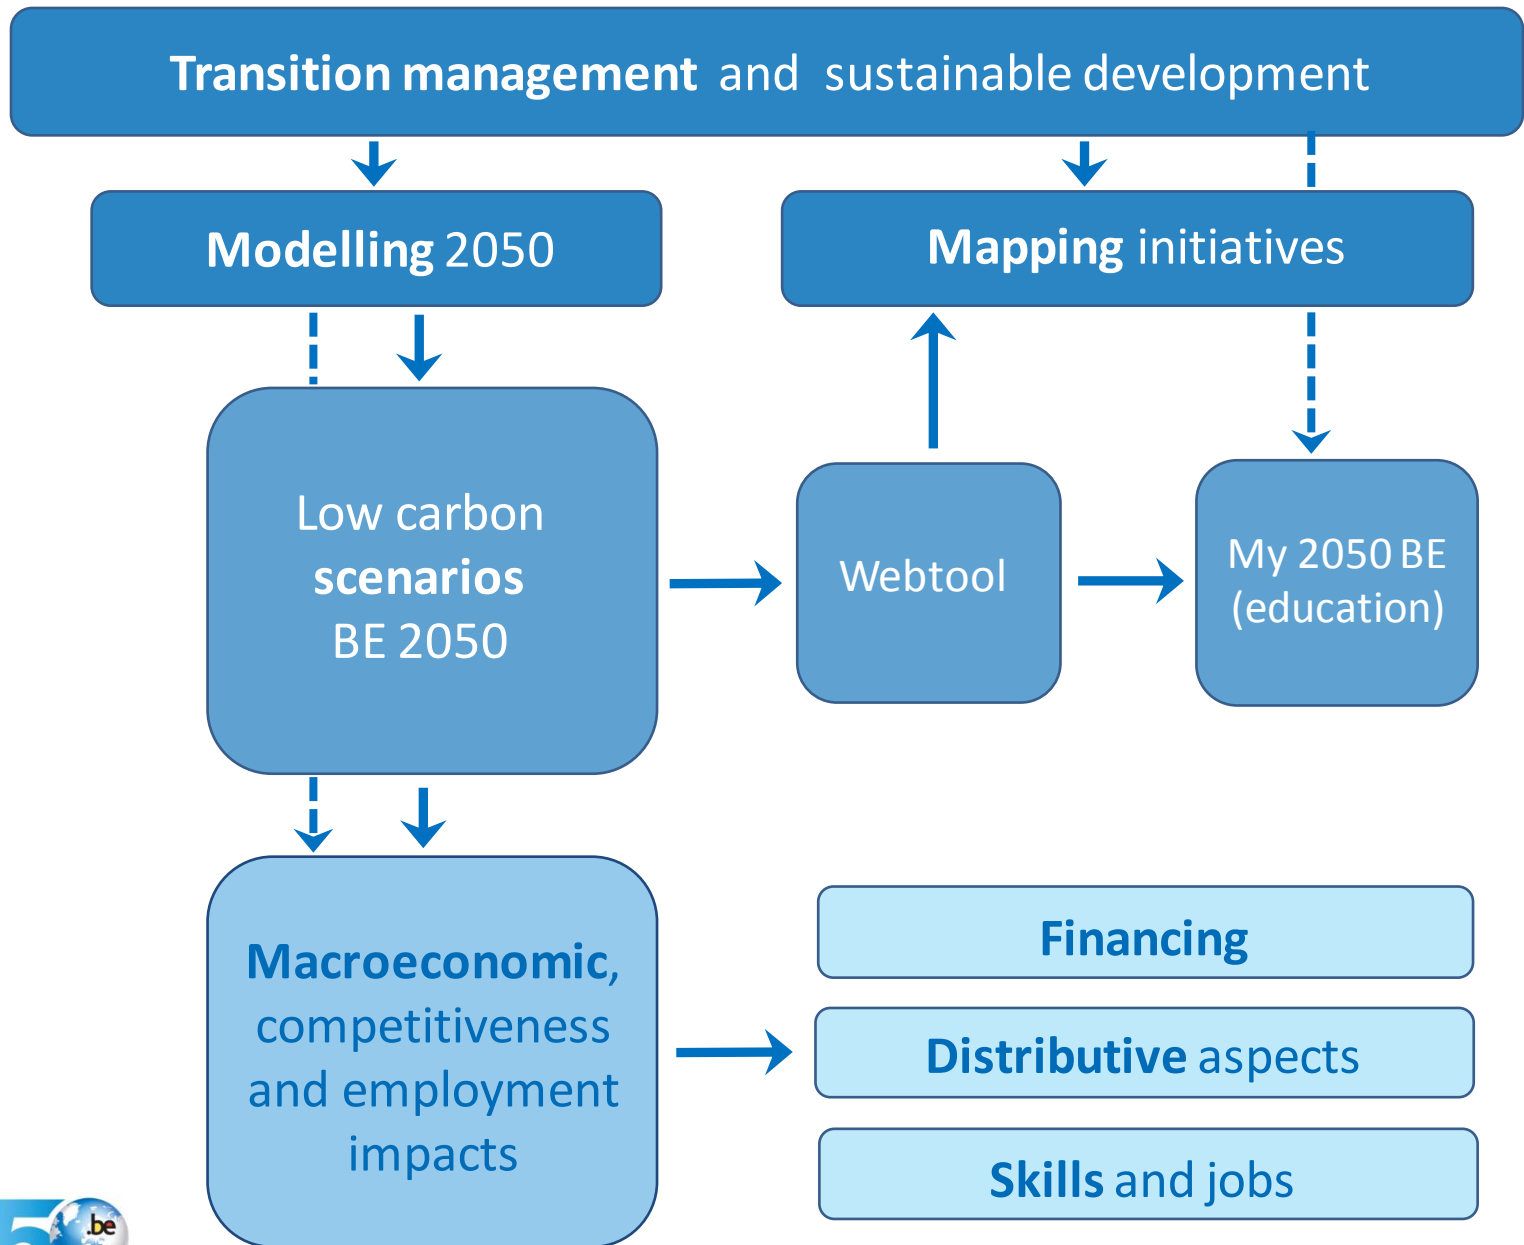 Transition management and sustainable development
Modelling 2050
Mapping initiatives
Low carbon
scenarios
BE 2050
Webtool
My 2050 BE
(education)
Macroeconomic,
competitiveness
and employment
impacts
Financing
Distributive aspects
Skills and jobs
.be